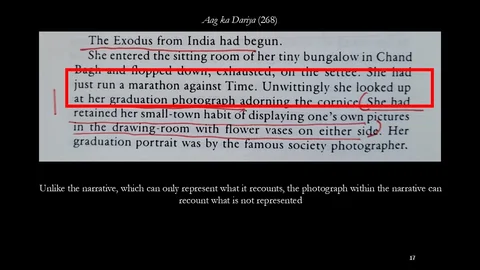 Aag ka Dariya (268)
The Exodus from India had begun.
She entered the sitting room of her tiny bungalow in Chand
Bagh and flopped down, exhausted, on the settee. She had
just run a marathon against Time. Unwittingly she looked up
at her graduation photograph adorning the cornice. She had
retained her small-town habit of displaying one's own pictures
in the drawing-room with flower vases on either side. Her
graduation portrait was by the famous society photographer.
Unlike the narrative, which can only represent what it recounts, the photograph within the narrative can
recount what is not represented
17